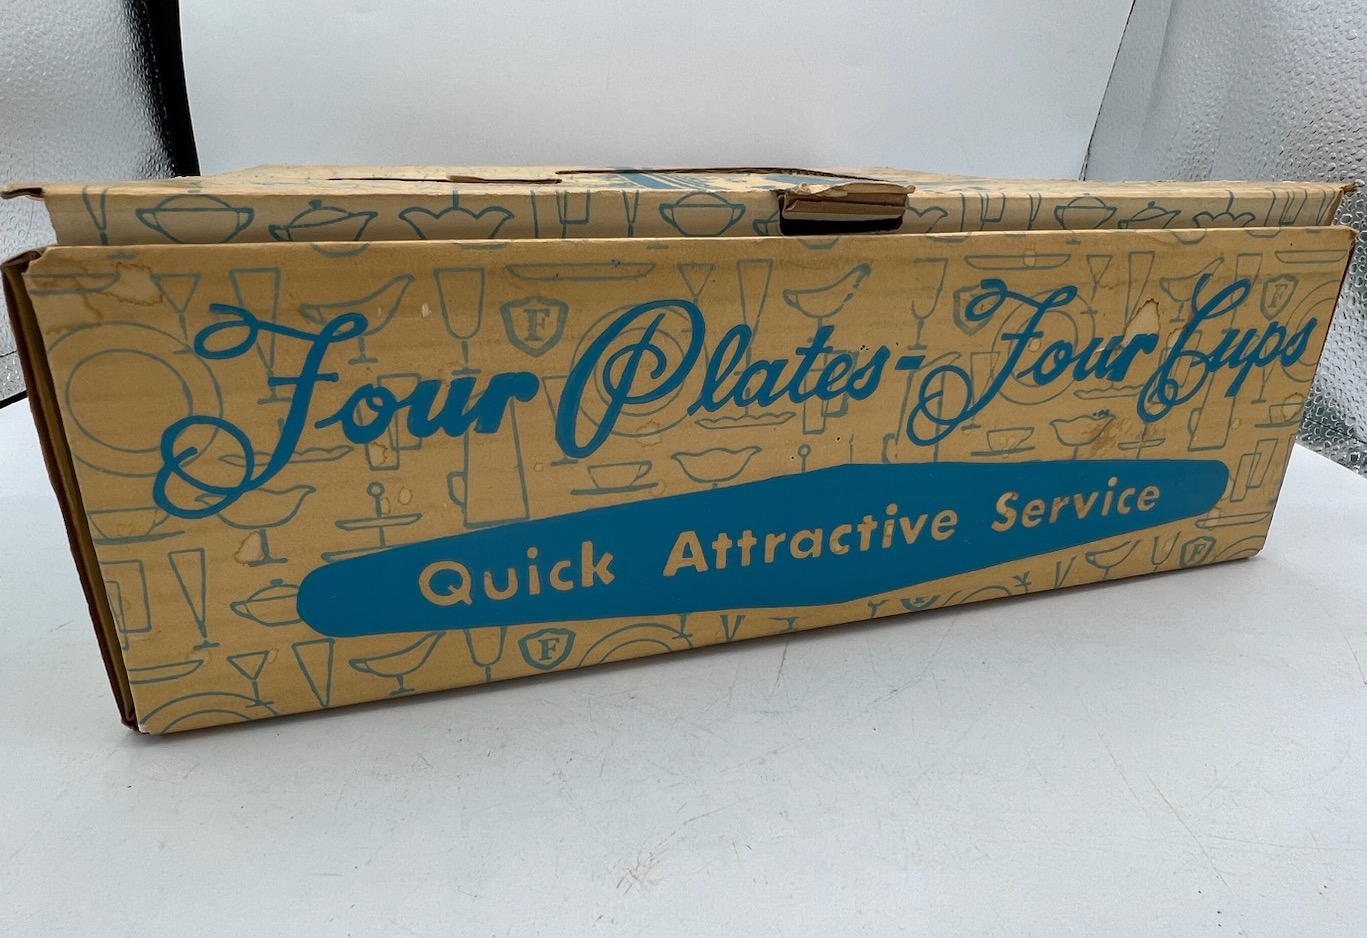 Four Plates - Four Cups
Quick Attractive Service
F
F
F
F
F